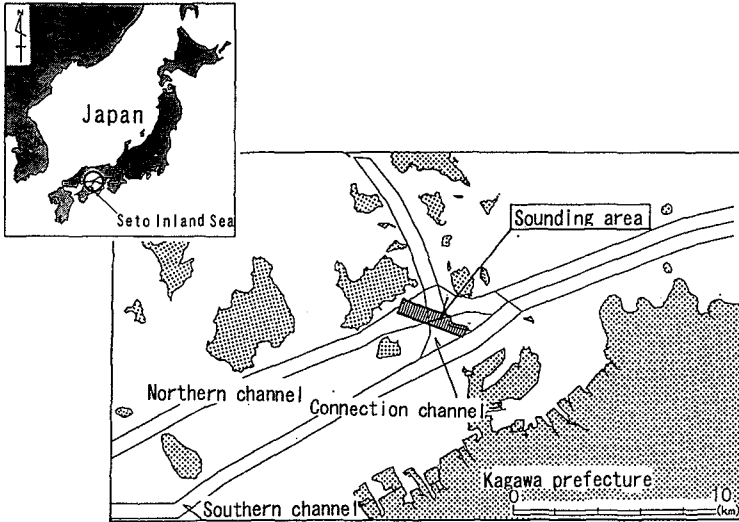 N
Japan
Seto Inland Sea
Sounding area
Northern channel
Connection channel
Kagawa prefecture
Southern channel
0 10
(km)